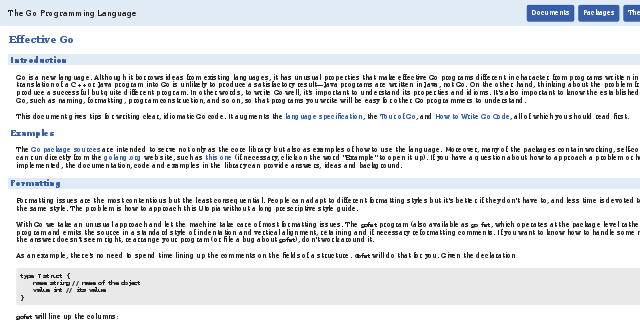 The Go Programming Language
Documents Packages The
Effective Go
Introduction
Go is a new language. Although it borrows ideas from existing languages, it has unusual properties that make effective Go programs different in character from programs written in
translation of a C++ or Java program into Go is unlikely to produce a satisfactory result—Java programs are written in Java, not Go. On the other hand, thinking about the problem fr
produce a successful but quite different program. In other words, to write Go well, it's important to understand its properties and idioms. It's also important to know the established
Go, such as naming, formatting, program construction, and so on, so that programs you write will be easy for other Go programmers to understand.
This document gives tips for writing clear, idiomatic Go code. It augments the language specification, the Tour of Go, and How to Write Go Code, all of which you should read first.
Examples
The Go package sources are intended to serve not only as the core library but also as examples of how to use the language. Moreover, many of the packages contain working, self-co
can run directly from the golang.org web site, such as this one (if necessary, click on the word "Example" to open it up). If you have a question about how to approach a problem or h
implemented, the documentation, code and examples in the library can provide answers, ideas and background.
Formatting
Formatting issues are the most contentious but the least consequential. People can adapt to different formatting styles but it's better if they don't have to, and less time is devoted t
the same style. The problem is how to approach this Utopia without a long prescriptive style guide.
With Go we take an unusual approach and let the machine take care of most formatting issues. The gofmt program (also available as go fmt, which operates at the package level rathe
program and emits the source in a standard style of indentation and vertical alignment, retaining and if necessary reformatting comments. If you want to know how to handle some n
the answer doesn't seem right, rearrange your program (or file a bug about gofmt), don't work around it.
As an example, there's no need to spend time lining up the comments on the fields of a structure. Gofmt will do that for you. Given the declaration
type T struct {
name string // name of the object
value int // its value
}
gofmt will line up the columns: